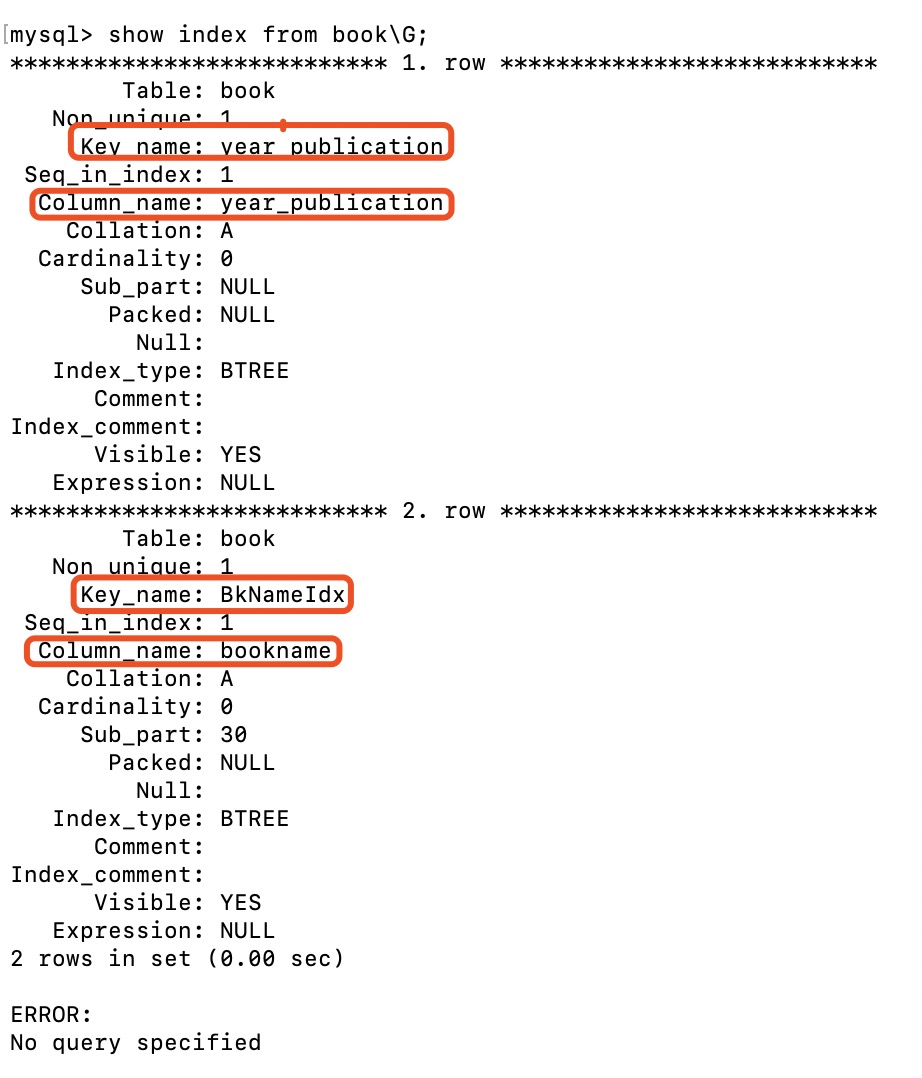 mysql> show index from book\G;
*************************** 1. row ***************************
Table: book
Non_unique: 1
Key_name: year_publication
Seq_in_index: 1
Column_name: year_publication
Collation: A
Cardinality: 0
Sub_part: NULL
Packed: NULL
Null:
Index_type: BTREE
Comment:
Index_comment:
Visible: YES
Expression: NULL
*************************** 2. row ***************************
Table: book
Non_unique: 1
Key_name: BkNameIdx
Seq_in_index: 1
Column_name: bookname
Collation: A
Cardinality: 0
Sub_part: 30
Packed: NULL
Null:
Index_type: BTREE
Comment:
Index_comment:
Visible: YES
Expression: NULL
2 rows in set (0.00 sec)
ERROR:
No query specified